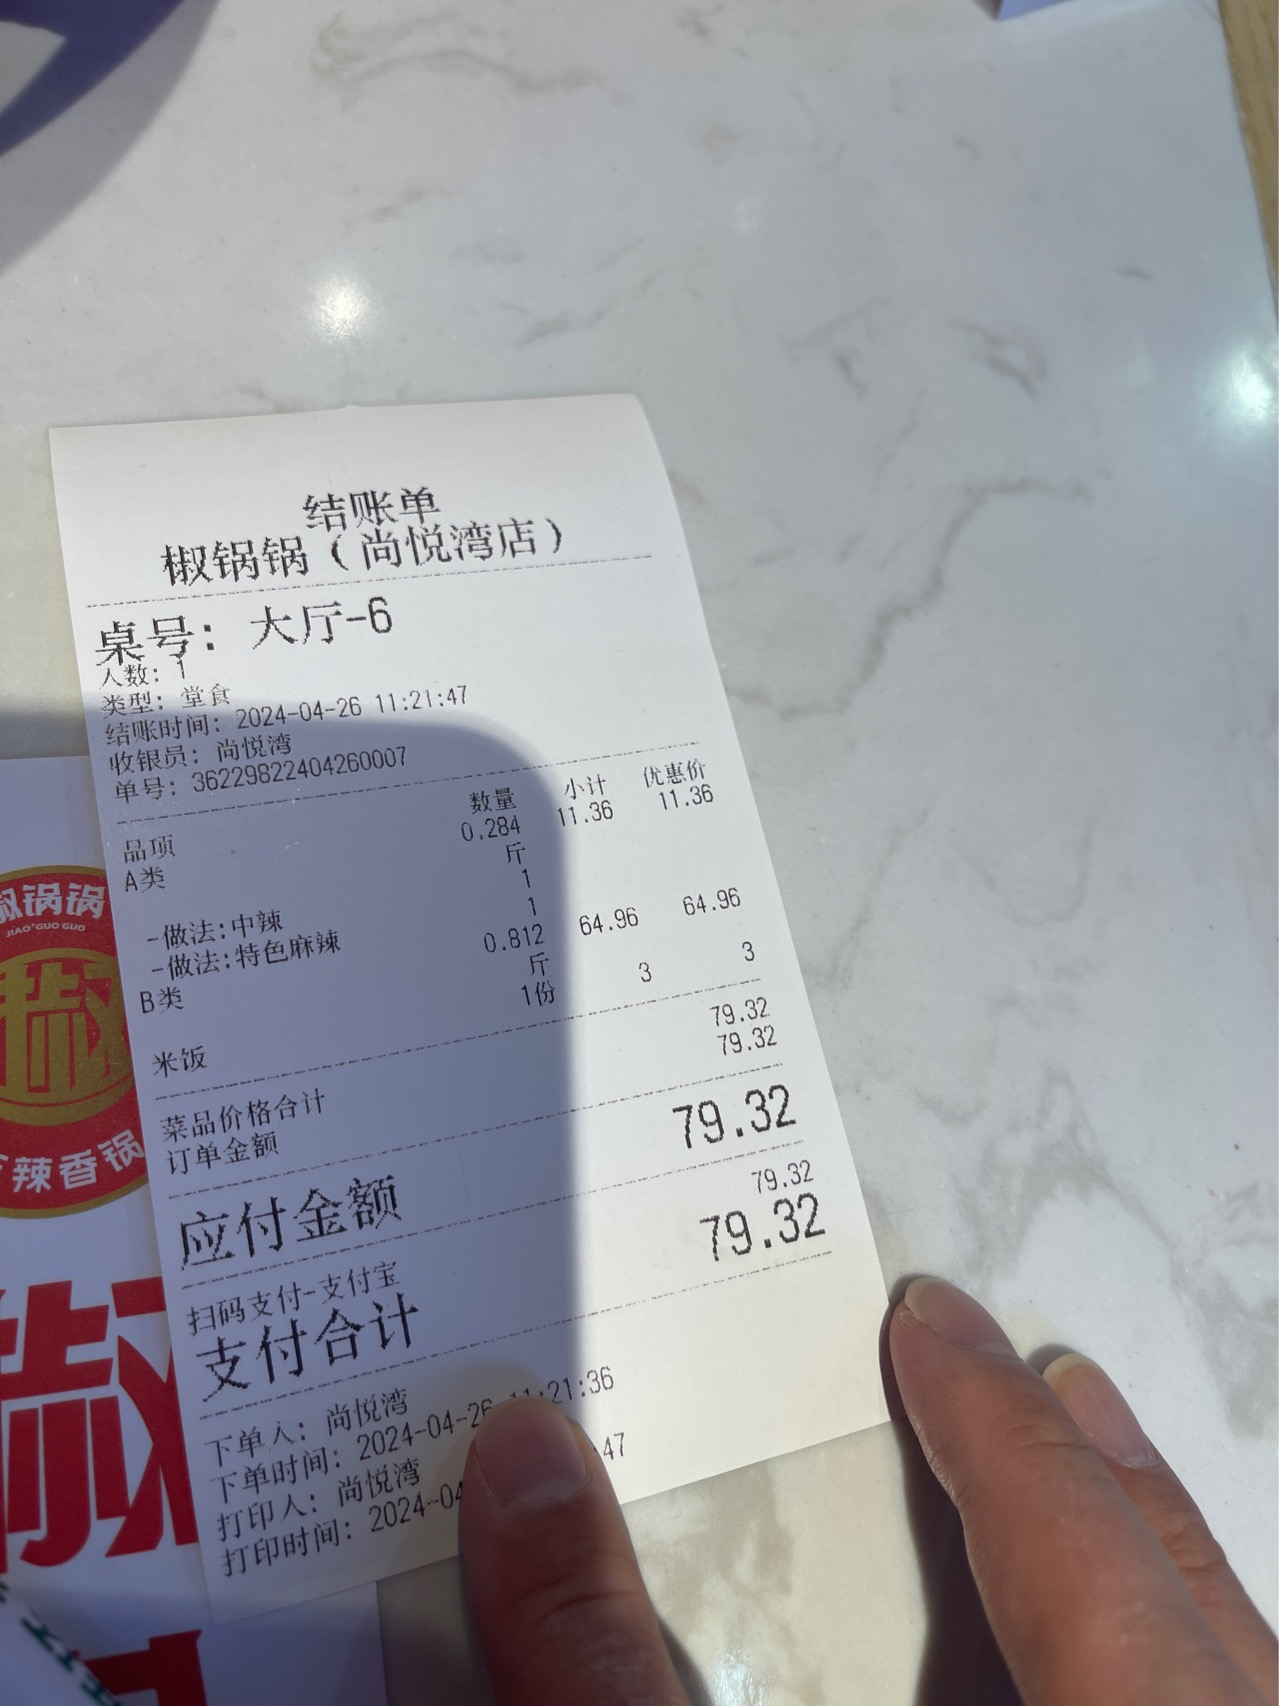 结账单
椒锅锅（尚悦湾店）
桌号: 大厅-6
人数: 1
类型: 堂食
结账时间: 2024-04-26 11:21:47
收银员: 尚悦湾
单号: 36229822404260007
品项 数量 小计 优惠价
A类 0.284 斤 11.36 11.36
-做法:中辣 1
-做法:特色麻辣 1
B类 0.812 斤 64.96 64.96
米饭 1份 3 3
菜品价格合计 79.32
订单金额 79.32
应付金额 79.32
扫码支付-支付宝 79.32
支付合计 79.32
下单人: 尚悦湾
下单时间: 2024-04-26 11:21:36
打印人: 尚悦湾
打印时间: 2024-04 :47
椒锅锅
JIAO GUO GUO
辣香锅